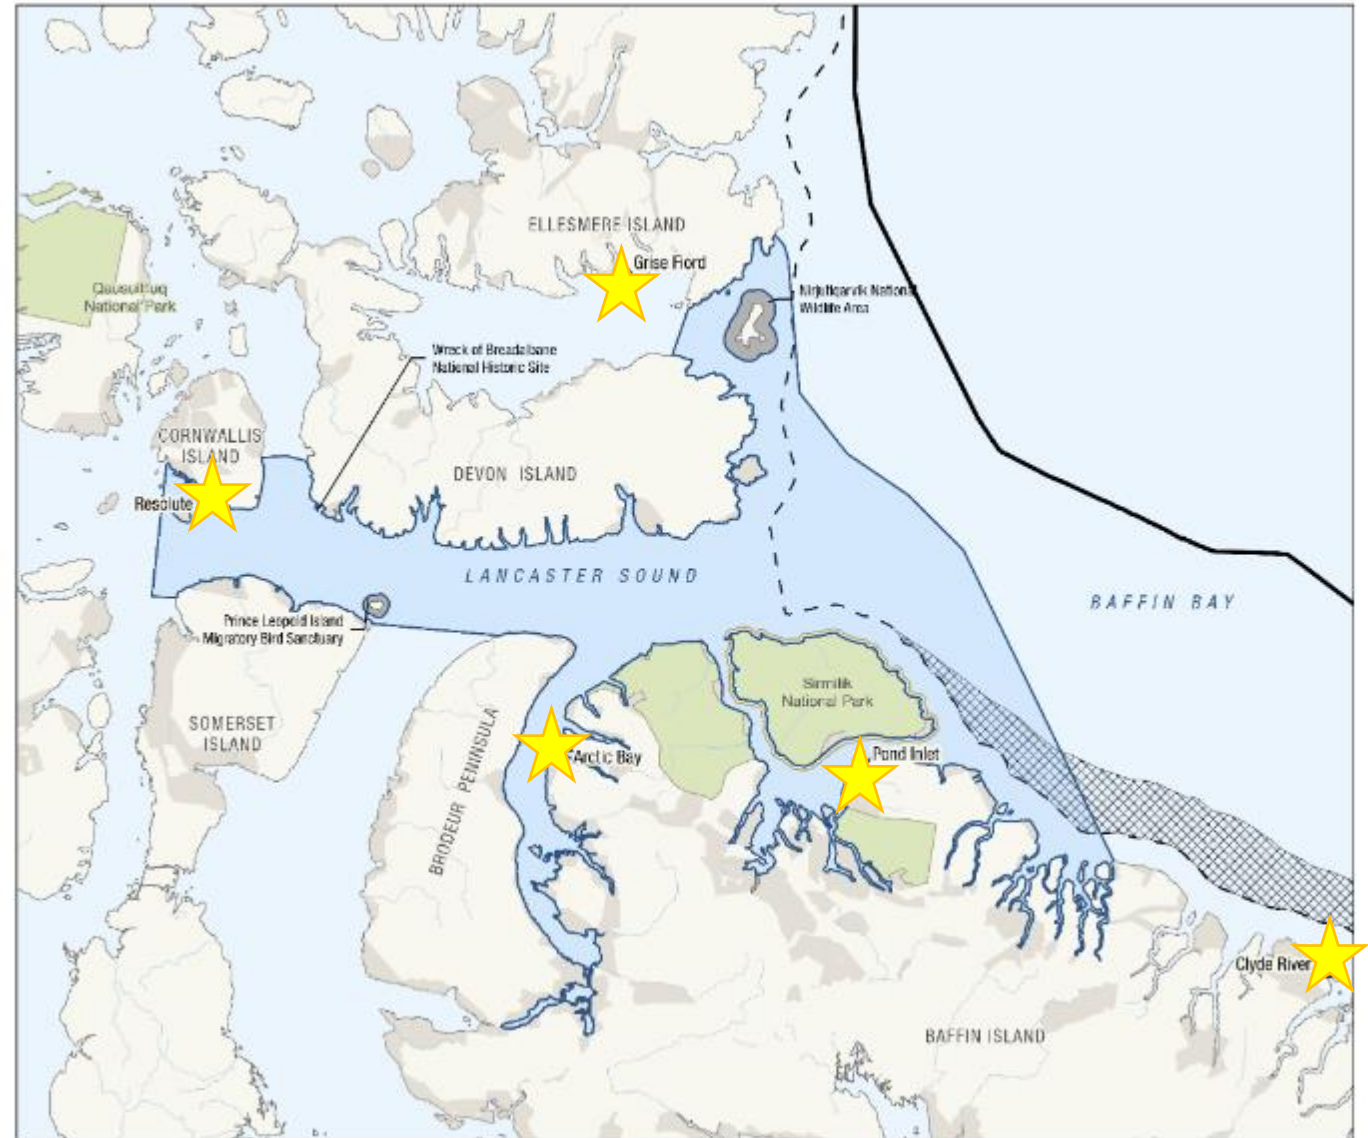 ELLESMERE ISLAND
Grise Fiord
Qausuittuq
National Park
Nirjutiqarvik National
Wildlife Area
Wreck of Breadalbane
National Historic Site
CORNWALLIS
ISLAND
DEVON ISLAND
Resolute
LANCASTER SOUND
BAFFIN BAY
Prince Leopold Island
Migratory Bird Sanctuary
Sirmilik
National Park
SOMERSET
ISLAND
BRODEUR PENINSULA
Arctic Bay
Pond Inlet
Clyde River
BAFFIN ISLAND